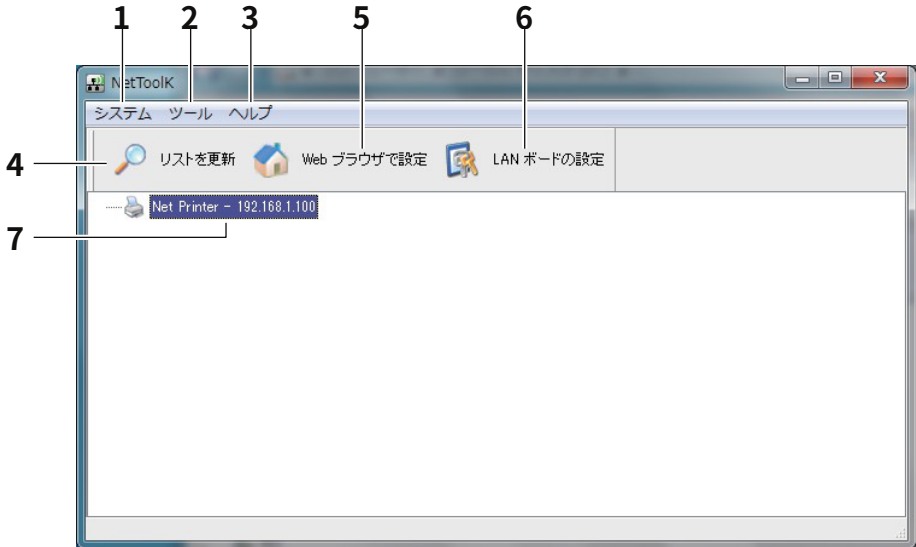 1 2 3 5 6
NetToolK
システム ツール ヘルプ
4 リストを更新 Web ブラウザで設定 LAN ボードの設定
Net Printer - 192.168.1.100
7